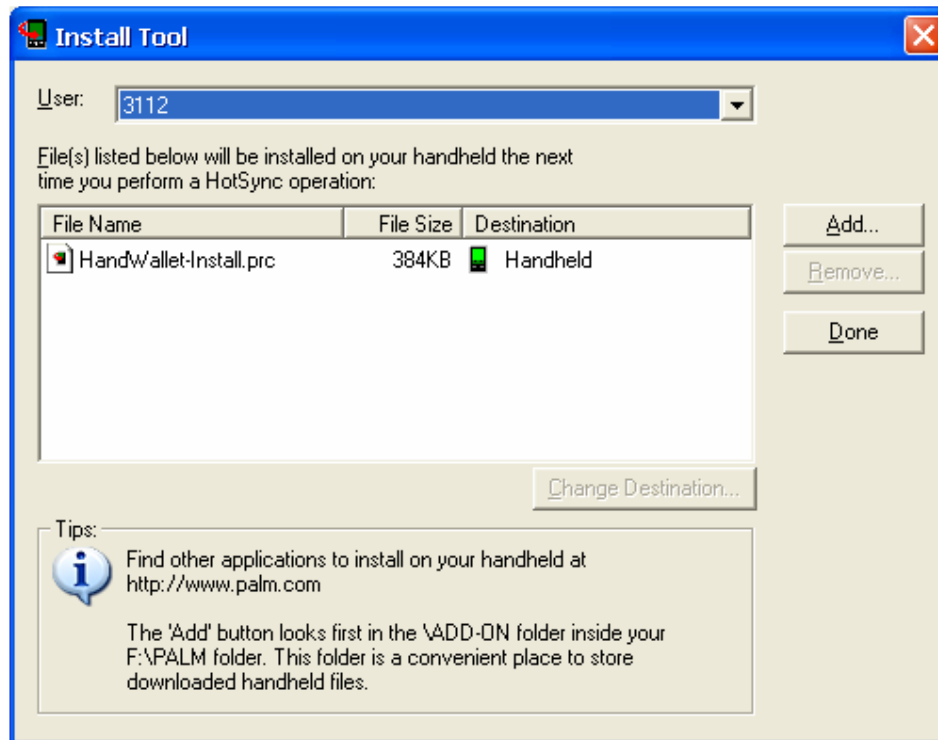 Install Tool
User: 3112
File(s) listed below will be installed on your handheld the next
time you perform a HotSync operation:
File Name File Size Destination
HandWallet-Install.prc 384KB Handheld
Add...
Remove...
Done
Change Destination...
Tips:
Find other applications to install on your handheld at
http://www.palm.com
The 'Add' button looks first in the \ADD-ON folder inside your
F:\PALM folder. This folder is a convenient place to store
downloaded handheld files.